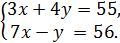 3x + 4y = 55,
7x − y = 56.